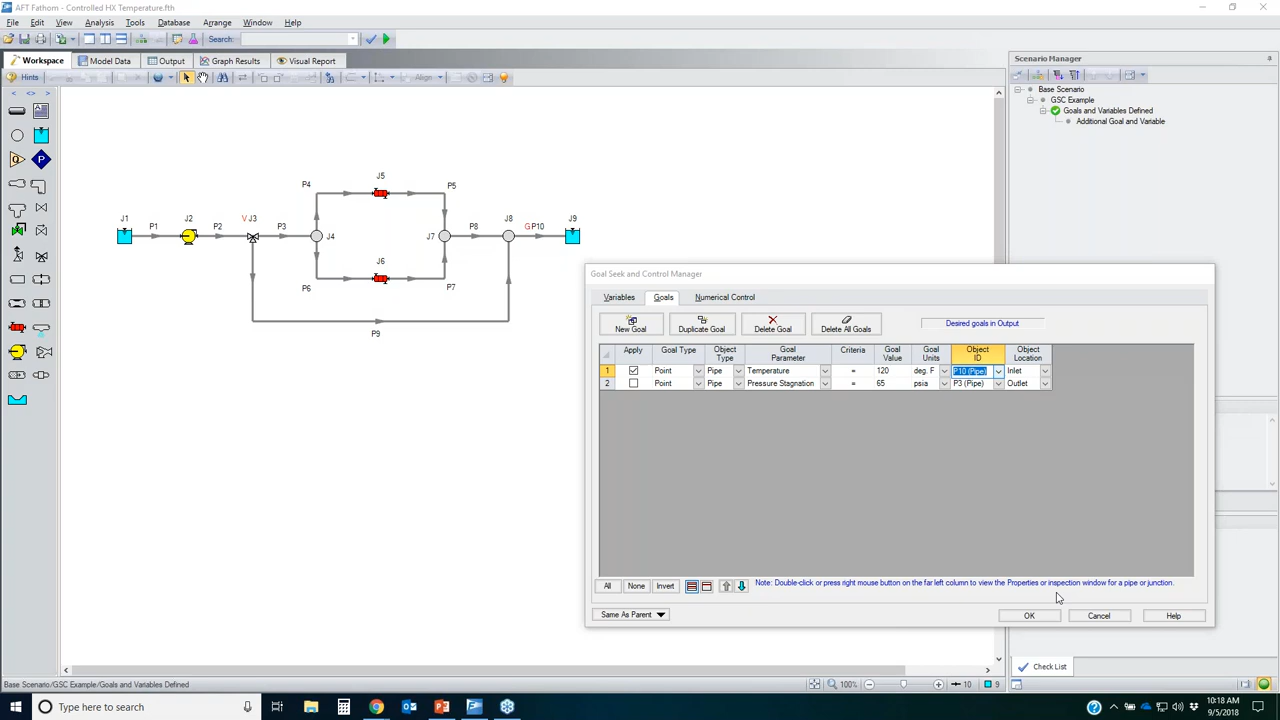 AFT Fathom - Controlled HX Temperature.fth
File Edit View Analysis Tools Database Arrange Window Help
Search:
Workspace Model Data Output Graph Results Visual Report
Hints Align
Scenario Manager
Base Scenario
GSC Example
Goals and Variables Defined
Additional Goal and Variable
J5
P4 P5
J1 P1 J2 P2 V J3 P3 J4 J7 P8 J8 G P10 J9
J6
P6 P7
P9
Goal Seek and Control Manager
Variables Goals Numerical Control
New Goal Duplicate Goal Delete Goal Delete All Goals Desired goals in Output
Apply Goal Type Object Type Goal Parameter Criteria Goal Value Goal Units Object ID Object Location
1 Point Pipe Temperature = 120 deg. F P10 (Pipe) Inlet
2 Point Pipe Pressure Stagnation = 65 psia P3 (Pipe) Outlet
All None Invert Note: Double-click or press right mouse button on the far left column to view the Properties or inspection window for a pipe or junction.
Same As Parent OK Cancel Help
Check List
Base Scenario/GSC Example/Goals and Variables Defined 100% 10 9
Type here to search 10:18 AM
9/5/2018